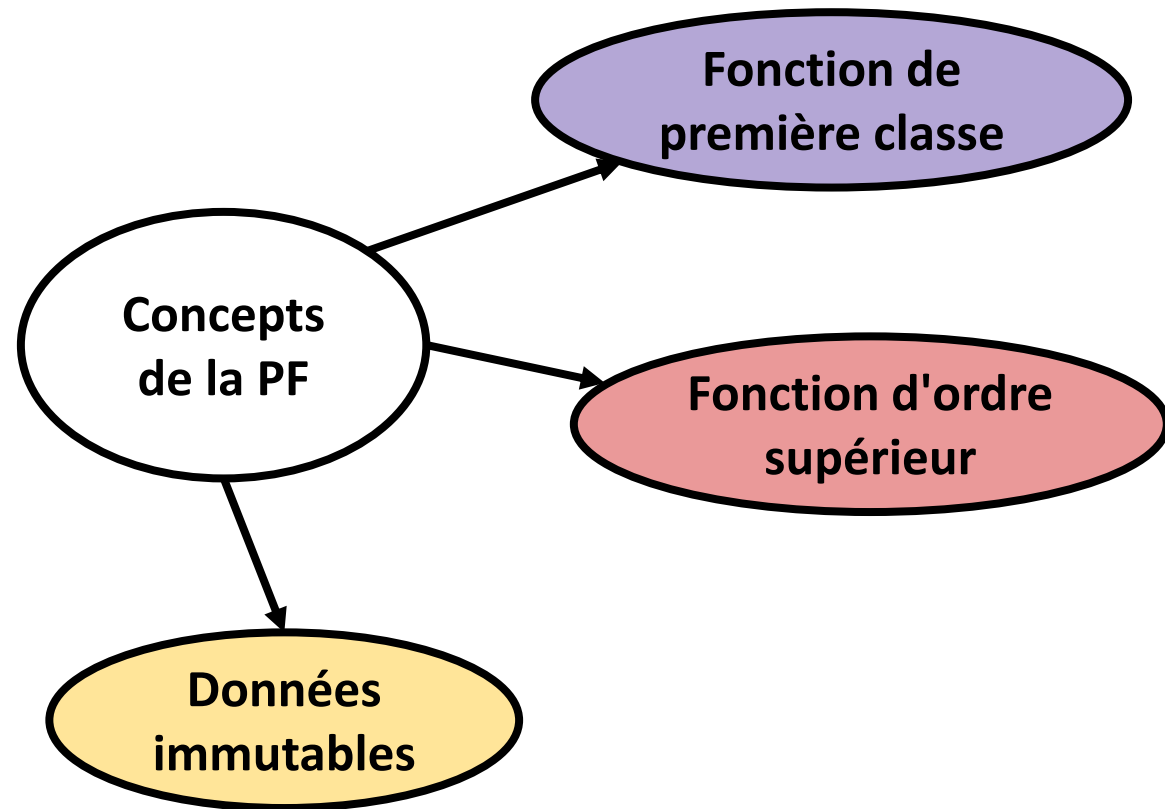 Fonction de
première classe
Concepts
de la PF
Fonction d'ordre
supérieur
Données
immutables